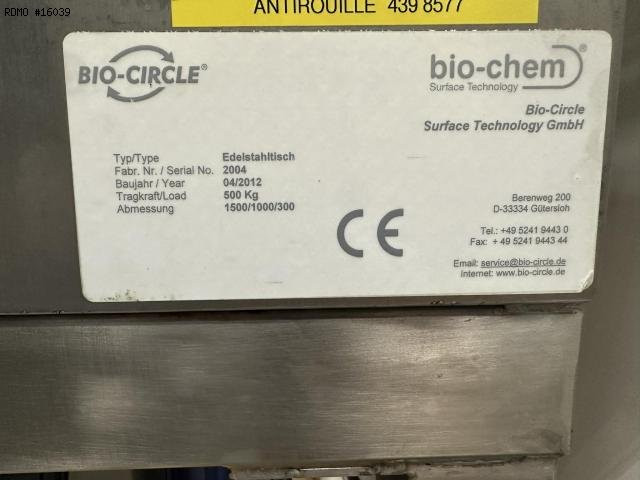 RDMO #16039
ANTIROUILLE 439 8577
BIO-CIRCLE®
bio-chem®
Surface Technology
Bio-Circle
Surface Technology GmbH
Typ/Type Edelstahltisch
Fabr. Nr. / Serial No. 2004
Baujahr / Year 04/2012
Tragkraft/Load 500 Kg
Abmessung 1500/1000/300
CE
Berenweg 200
D-33334 Gütersloh
Tel.: +49 5241 9443 0
Fax: + 49 5241 9443 44
Email: service@bio-circle.de
Internet: www.bio-circle.de